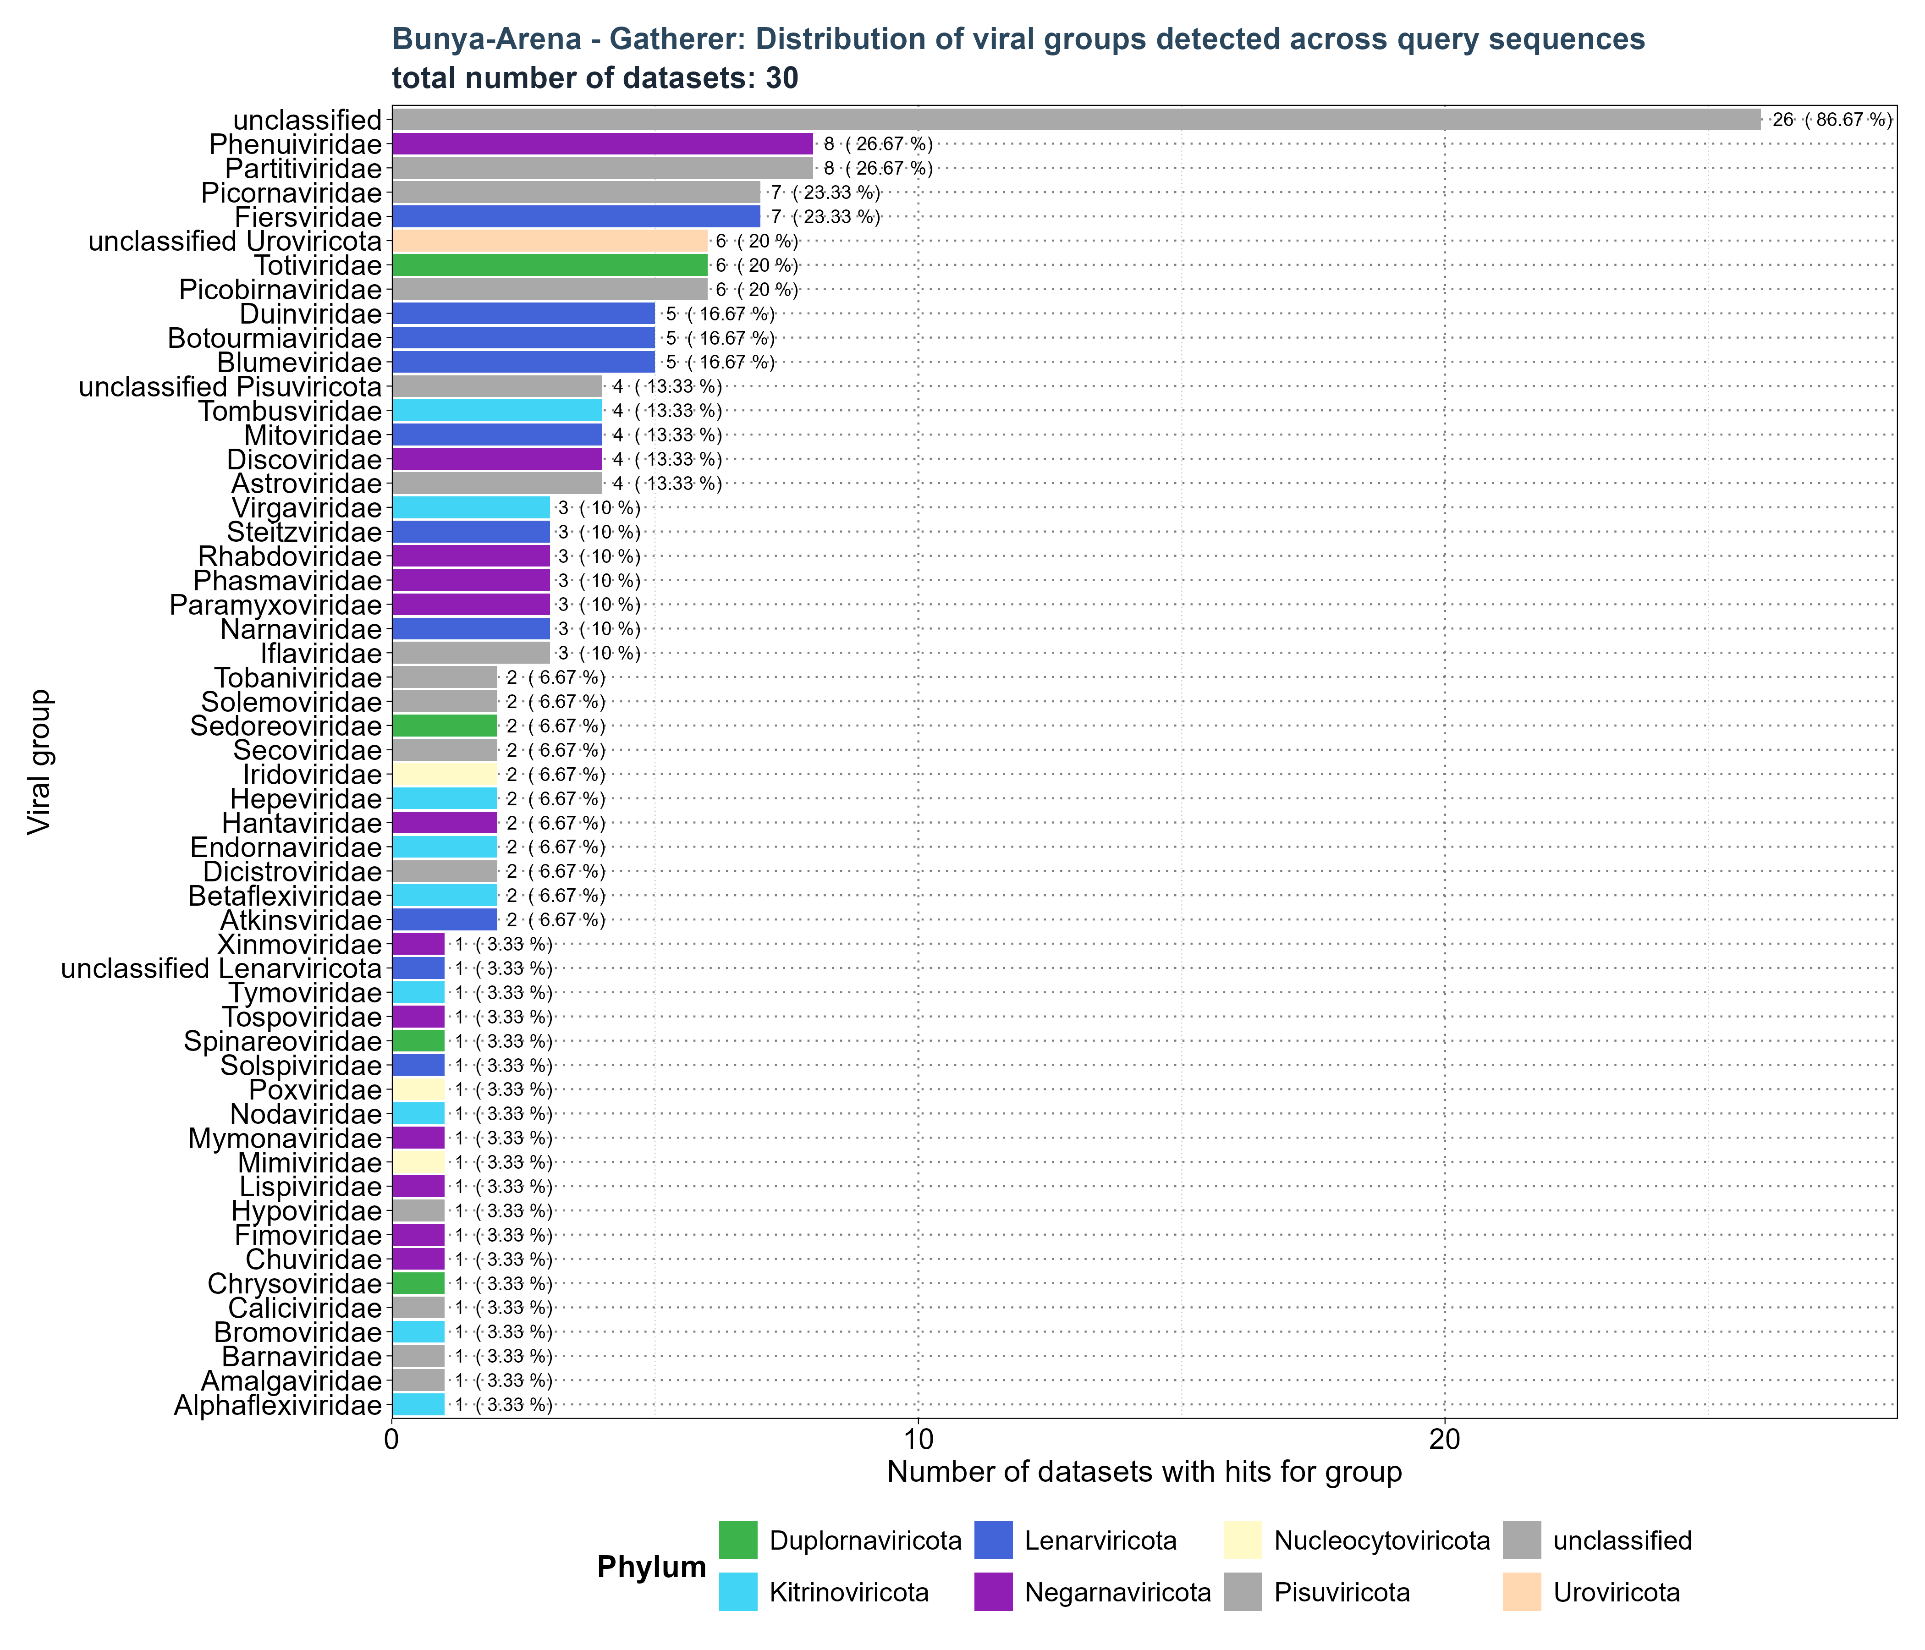 Bunya-Arena - Gatherer: Distribution of viral groups detected across query sequences
total number of datasets: 30
unclassified 26 ( 86.67 %)
Phenuiviridae 8 ( 26.67 %)
Partitiviridae 8 ( 26.67 %)
Picornaviridae 7 ( 23.33 %)
Fiersviridae 7 ( 23.33 %)
unclassified Uroviricota 6 ( 20 %)
Totiviridae 6 ( 20 %)
Picobirnaviridae 6 ( 20 %)
Duinviridae 5 ( 16.67 %)
Botourmiaviridae 5 ( 16.67 %)
Blumeviridae 5 ( 16.67 %)
unclassified Pisuviricota 4 ( 13.33 %)
Tombusviridae 4 ( 13.33 %)
Mitoviridae 4 ( 13.33 %)
Discoviridae 4 ( 13.33 %)
Astroviridae 4 ( 13.33 %)
Virgaviridae 3 ( 10 %)
Steitzviridae 3 ( 10 %)
Rhabdoviridae 3 ( 10 %)
Phasmaviridae 3 ( 10 %)
Paramyxoviridae 3 ( 10 %)
Narnaviridae 3 ( 10 %)
Iflaviridae 3 ( 10 %)
Tobaniviridae 2 ( 6.67 %)
Solemoviridae 2 ( 6.67 %)
Sedoreoviridae 2 ( 6.67 %)
Secoviridae 2 ( 6.67 %)
Iridoviridae 2 ( 6.67 %)
Hepeviridae 2 ( 6.67 %)
Hantaviridae 2 ( 6.67 %)
Endornaviridae 2 ( 6.67 %)
Dicistroviridae 2 ( 6.67 %)
Betaflexiviridae 2 ( 6.67 %)
Atkinsviridae 2 ( 6.67 %)
Xinmoviridae 1 ( 3.33 %)
unclassified Lenarviricota 1 ( 3.33 %)
Tymoviridae 1 ( 3.33 %)
Tospoviridae 1 ( 3.33 %)
Spinareoviridae 1 ( 3.33 %)
Solspiviridae 1 ( 3.33 %)
Poxviridae 1 ( 3.33 %)
Nodaviridae 1 ( 3.33 %)
Mymonaviridae 1 ( 3.33 %)
Mimiviridae 1 ( 3.33 %)
Lispiviridae 1 ( 3.33 %)
Hypoviridae 1 ( 3.33 %)
Fimoviridae 1 ( 3.33 %)
Chuviridae 1 ( 3.33 %)
Chrysoviridae 1 ( 3.33 %)
Caliciviridae 1 ( 3.33 %)
Bromoviridae 1 ( 3.33 %)
Barnaviridae 1 ( 3.33 %)
Amalgaviridae 1 ( 3.33 %)
Alphaflexiviridae 1 ( 3.33 %)
Viral group
0 10 20
Number of datasets with hits for group
Phylum
Duplornaviricota Lenarviricota Nucleocytoviricota unclassified
Kitrinoviricota Negarnaviricota Pisuviricota Uroviricota